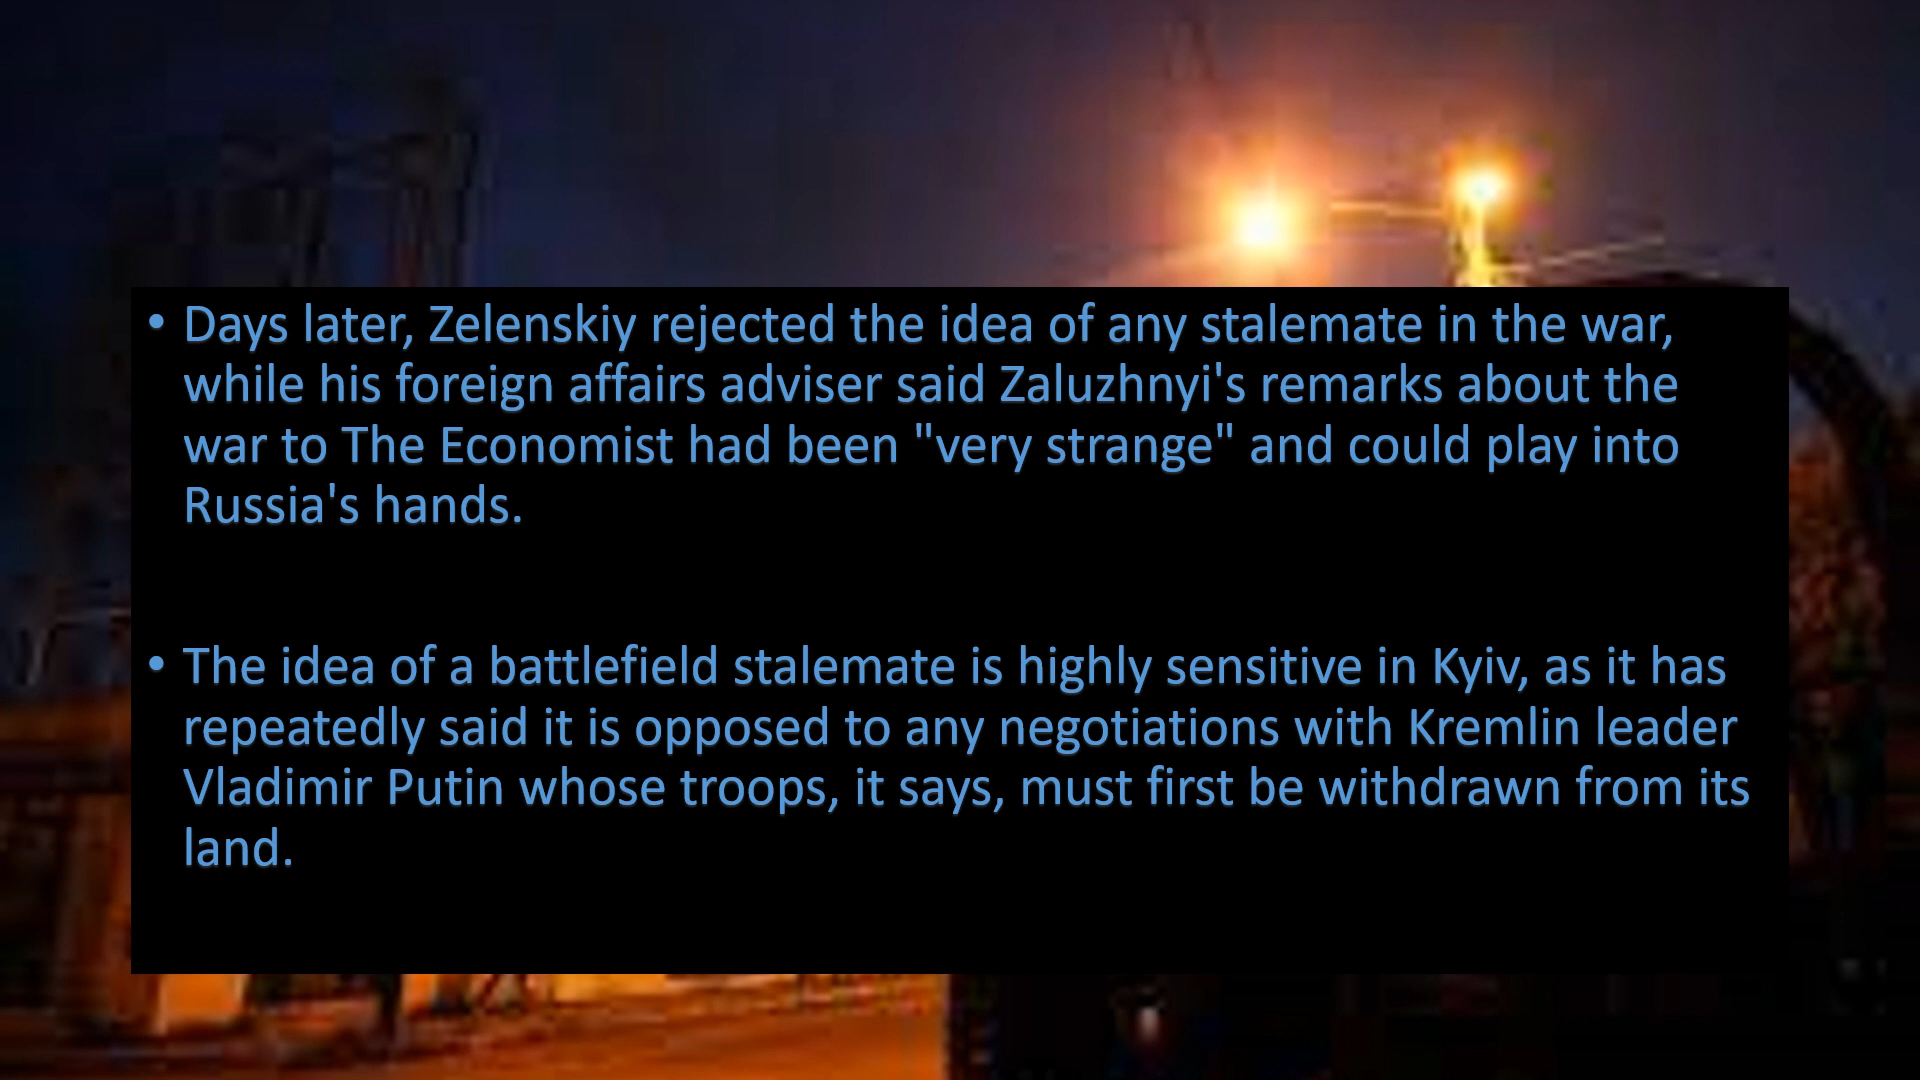 • Days later, Zelenskiy rejected the idea of any stalemate in the war,
while his foreign affairs adviser said Zaluzhnyi's remarks about the
war to The Economist had been "very strange" and could play into
Russia's hands.
• The idea of a battlefield stalemate is highly sensitive in Kyiv, as it has
repeatedly said it is opposed to any negotiations with Kremlin leader
Vladimir Putin whose troops, it says, must first be withdrawn from its
land.